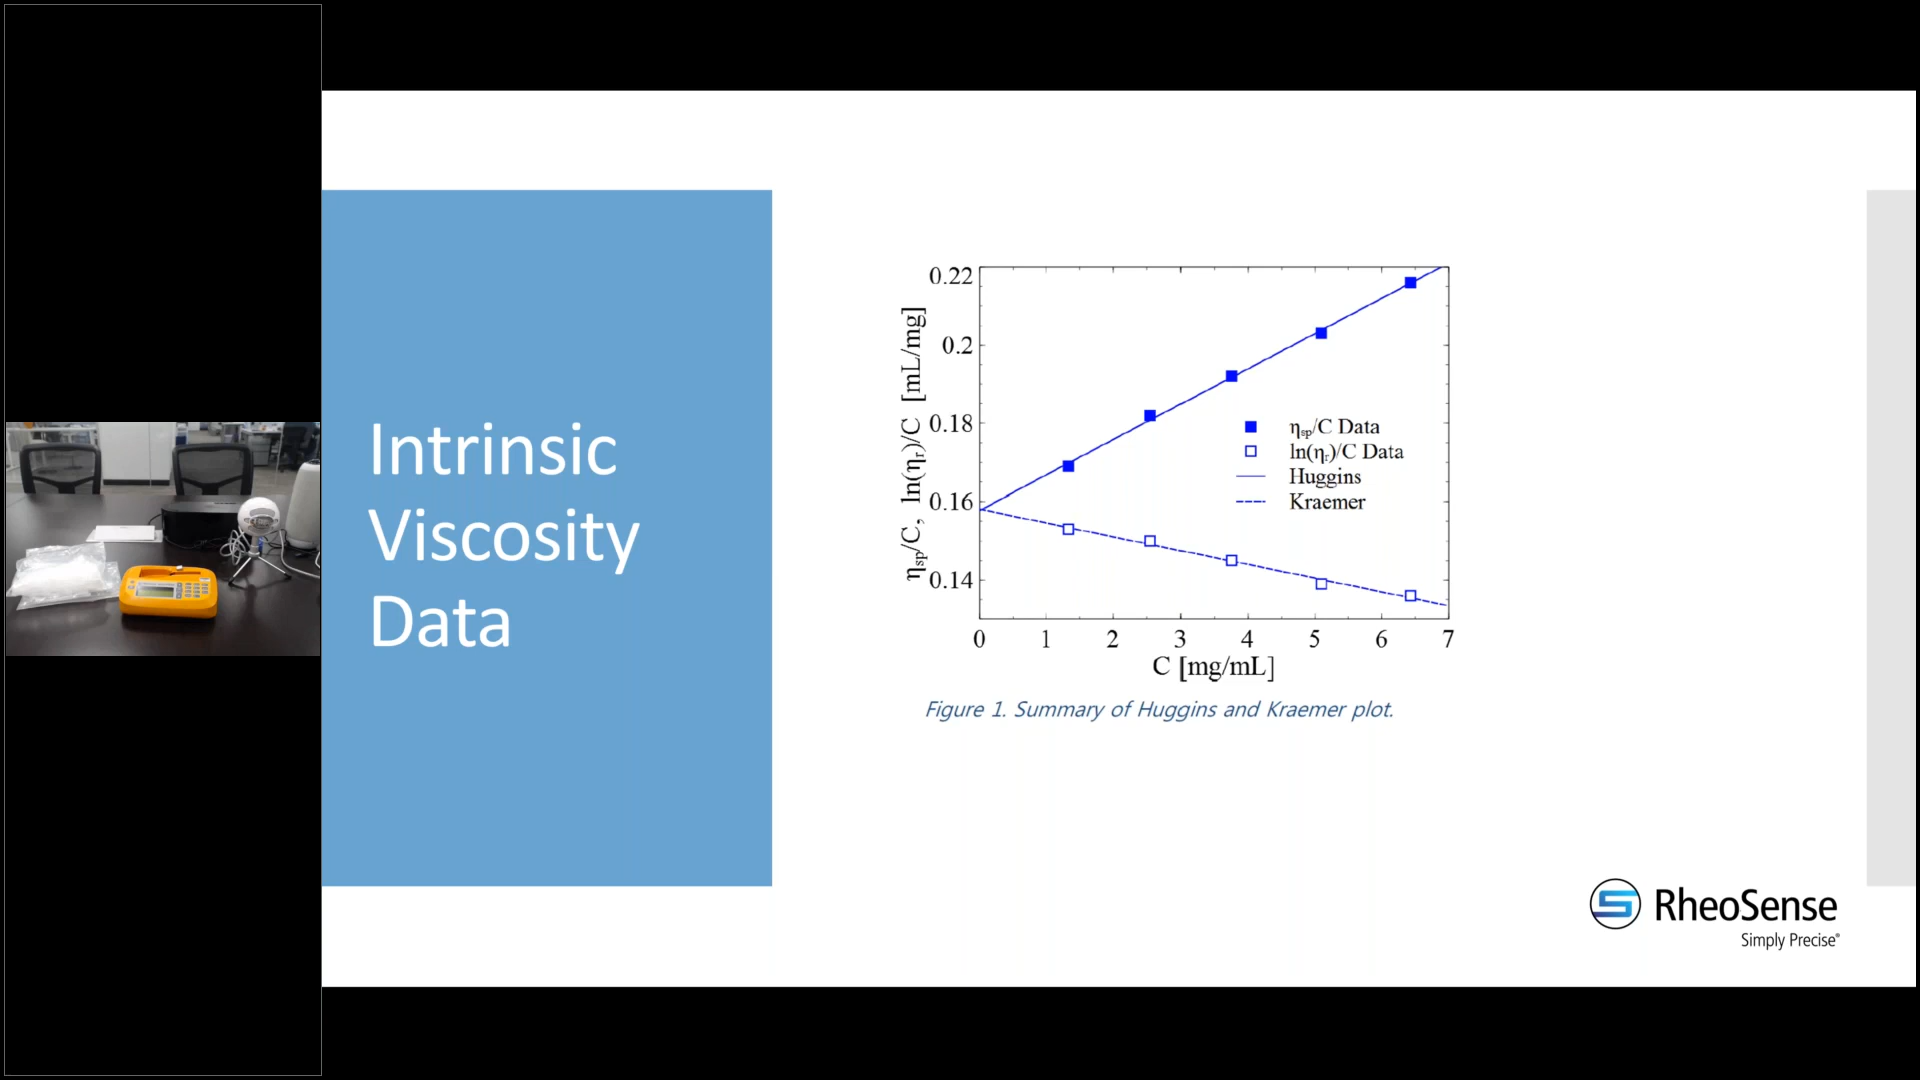 Intrinsic
Viscosity
Data
ηsp/C, ln(ηr)/C [mL/mg]
0.22
0.2
0.18
0.16
0.14
ηsp/C Data
ln(ηr)/C Data
Huggins
Kraemer
0 1 2 3 4 5 6 7
C [mg/mL]
Figure 1. Summary of Huggins and Kraemer plot.
RheoSense
Simply Precise®